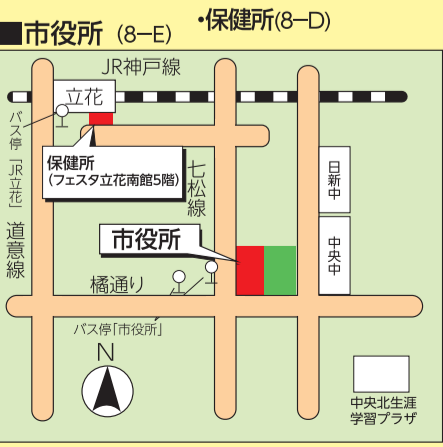 ■市役所 (8−E)
・保健所(8−D)
JR神戸線
立花
バス停「JR立花」
保健所
(フェスタ立花南館5階)
七松線
日新中
道意線
市役所
中央中
橘通り
バス停「市役所」
N
中央北生涯
学習プラザ